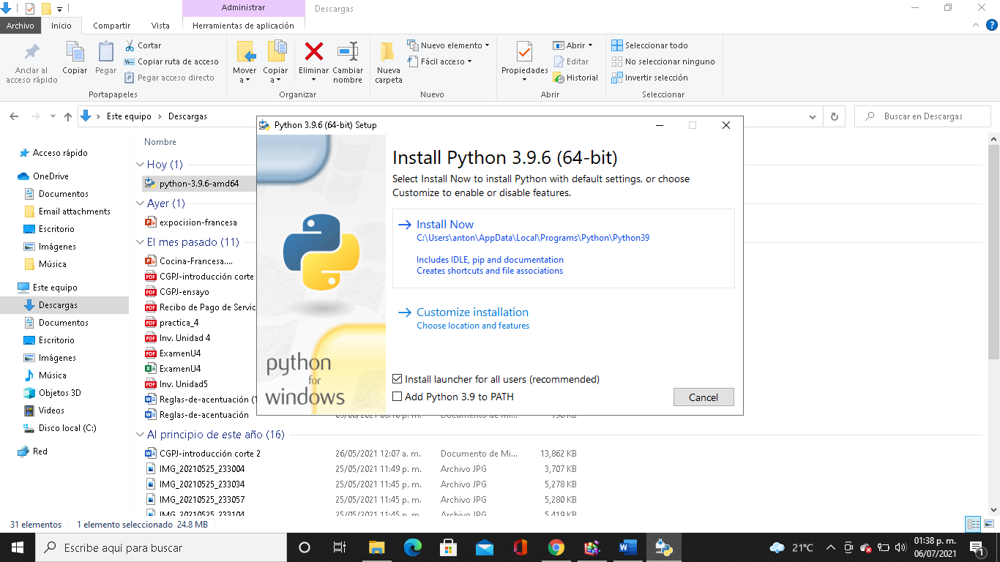 Administrar
Descargas
Archivo
Inicio
Compartir
Vista
Herramientas de aplicación
Anclar al
acceso rápido
Copiar
Pegar
Cortar
Copiar ruta de acceso
Pegar acceso directo
Portapapeles
Mover
a
Copiar
a
Eliminar
Cambiar
nombre
Organizar
Nueva
carpeta
Nuevo elemento
Fácil acceso
Nuevo
Propiedades
Abrir
Editar
Historial
Abrir
Seleccionar todo
No seleccionar ninguno
Invertir selección
Seleccionar
Este equipo > Descargas
Buscar en Descargas
Acceso rápido
OneDrive
Documentos
Email attachments
Escritorio
Imágenes
Música
Este equipo
Descargas
Documentos
Escritorio
Imágenes
Música
Objetos 3D
Videos
Disco local (C:)
Red
Nombre
Hoy (1)
python-3.9.6-amd64
Ayer (1)
expocision-francesa
El mes pasado (11)
Cocina-Francesa....
CGPJ-introducción corte
CGPJ-ensayo
Recibo de Pago de Servic
practica_4
Inv. Unidad 4
ExamenU4
ExamenU4
Inv. Unidad5
Reglas-de-acentuación (1
Reglas-de-acentuación
Al principio de este año (16)
CGPJ-introducción corte 2 26/05/2021 12:07 a. m. Documento de Mi... 13,862 KB
IMG_20210525_233004 25/05/2021 11:49 p. m. Archivo JPG 3,707 KB
IMG_20210525_233034 25/05/2021 11:45 p. m. Archivo JPG 5,278 KB
IMG_20210525_233057 25/05/2021 11:45 p. m. Archivo JPG 5,280 KB
IMG_20210525_233104 25/05/2021 11:45 p. m. Archivo JPG 5,419 KB
Python 3.9.6 (64-bit) Setup
Install Python 3.9.6 (64-bit)
Select Install Now to install Python with default settings, or choose
Customize to enable or disable features.
Install Now
C:\Users\anton\AppData\Local\Programs\Python\Python39
Includes IDLE, pip and documentation
Creates shortcuts and file associations
Customize installation
Choose location and features
python
for
windows
Install launcher for all users (recommended)
Add Python 3.9 to PATH
Cancel
31 elementos
1 elemento seleccionado 24.8 MB
Escribe aquí para buscar
21°C
01:38 p. m.
06/07/2021
1